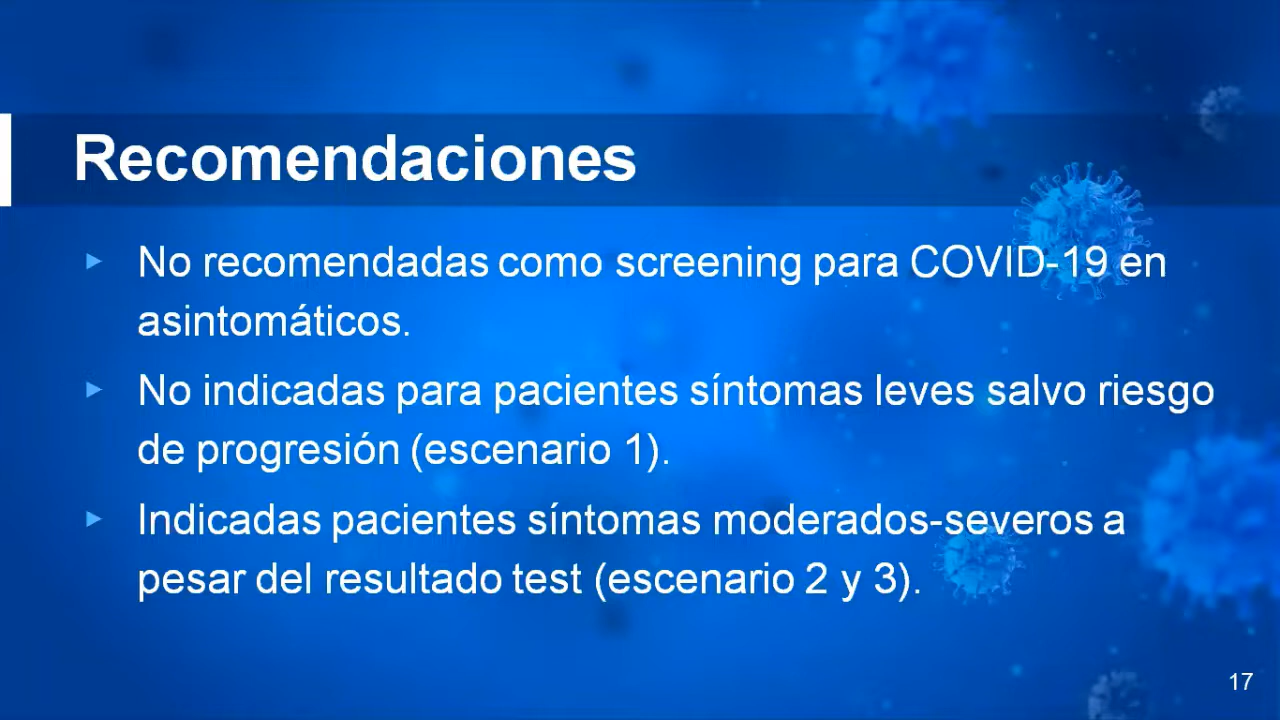 Recomendaciones
No recomendadas como screening para COVID-19 en
asintomáticos.
No indicadas para pacientes síntomas leves salvo riesgo
de progresión (escenario 1).
Indicadas pacientes síntomas moderados-severos a
pesar del resultado test (escenario 2 y 3).
17